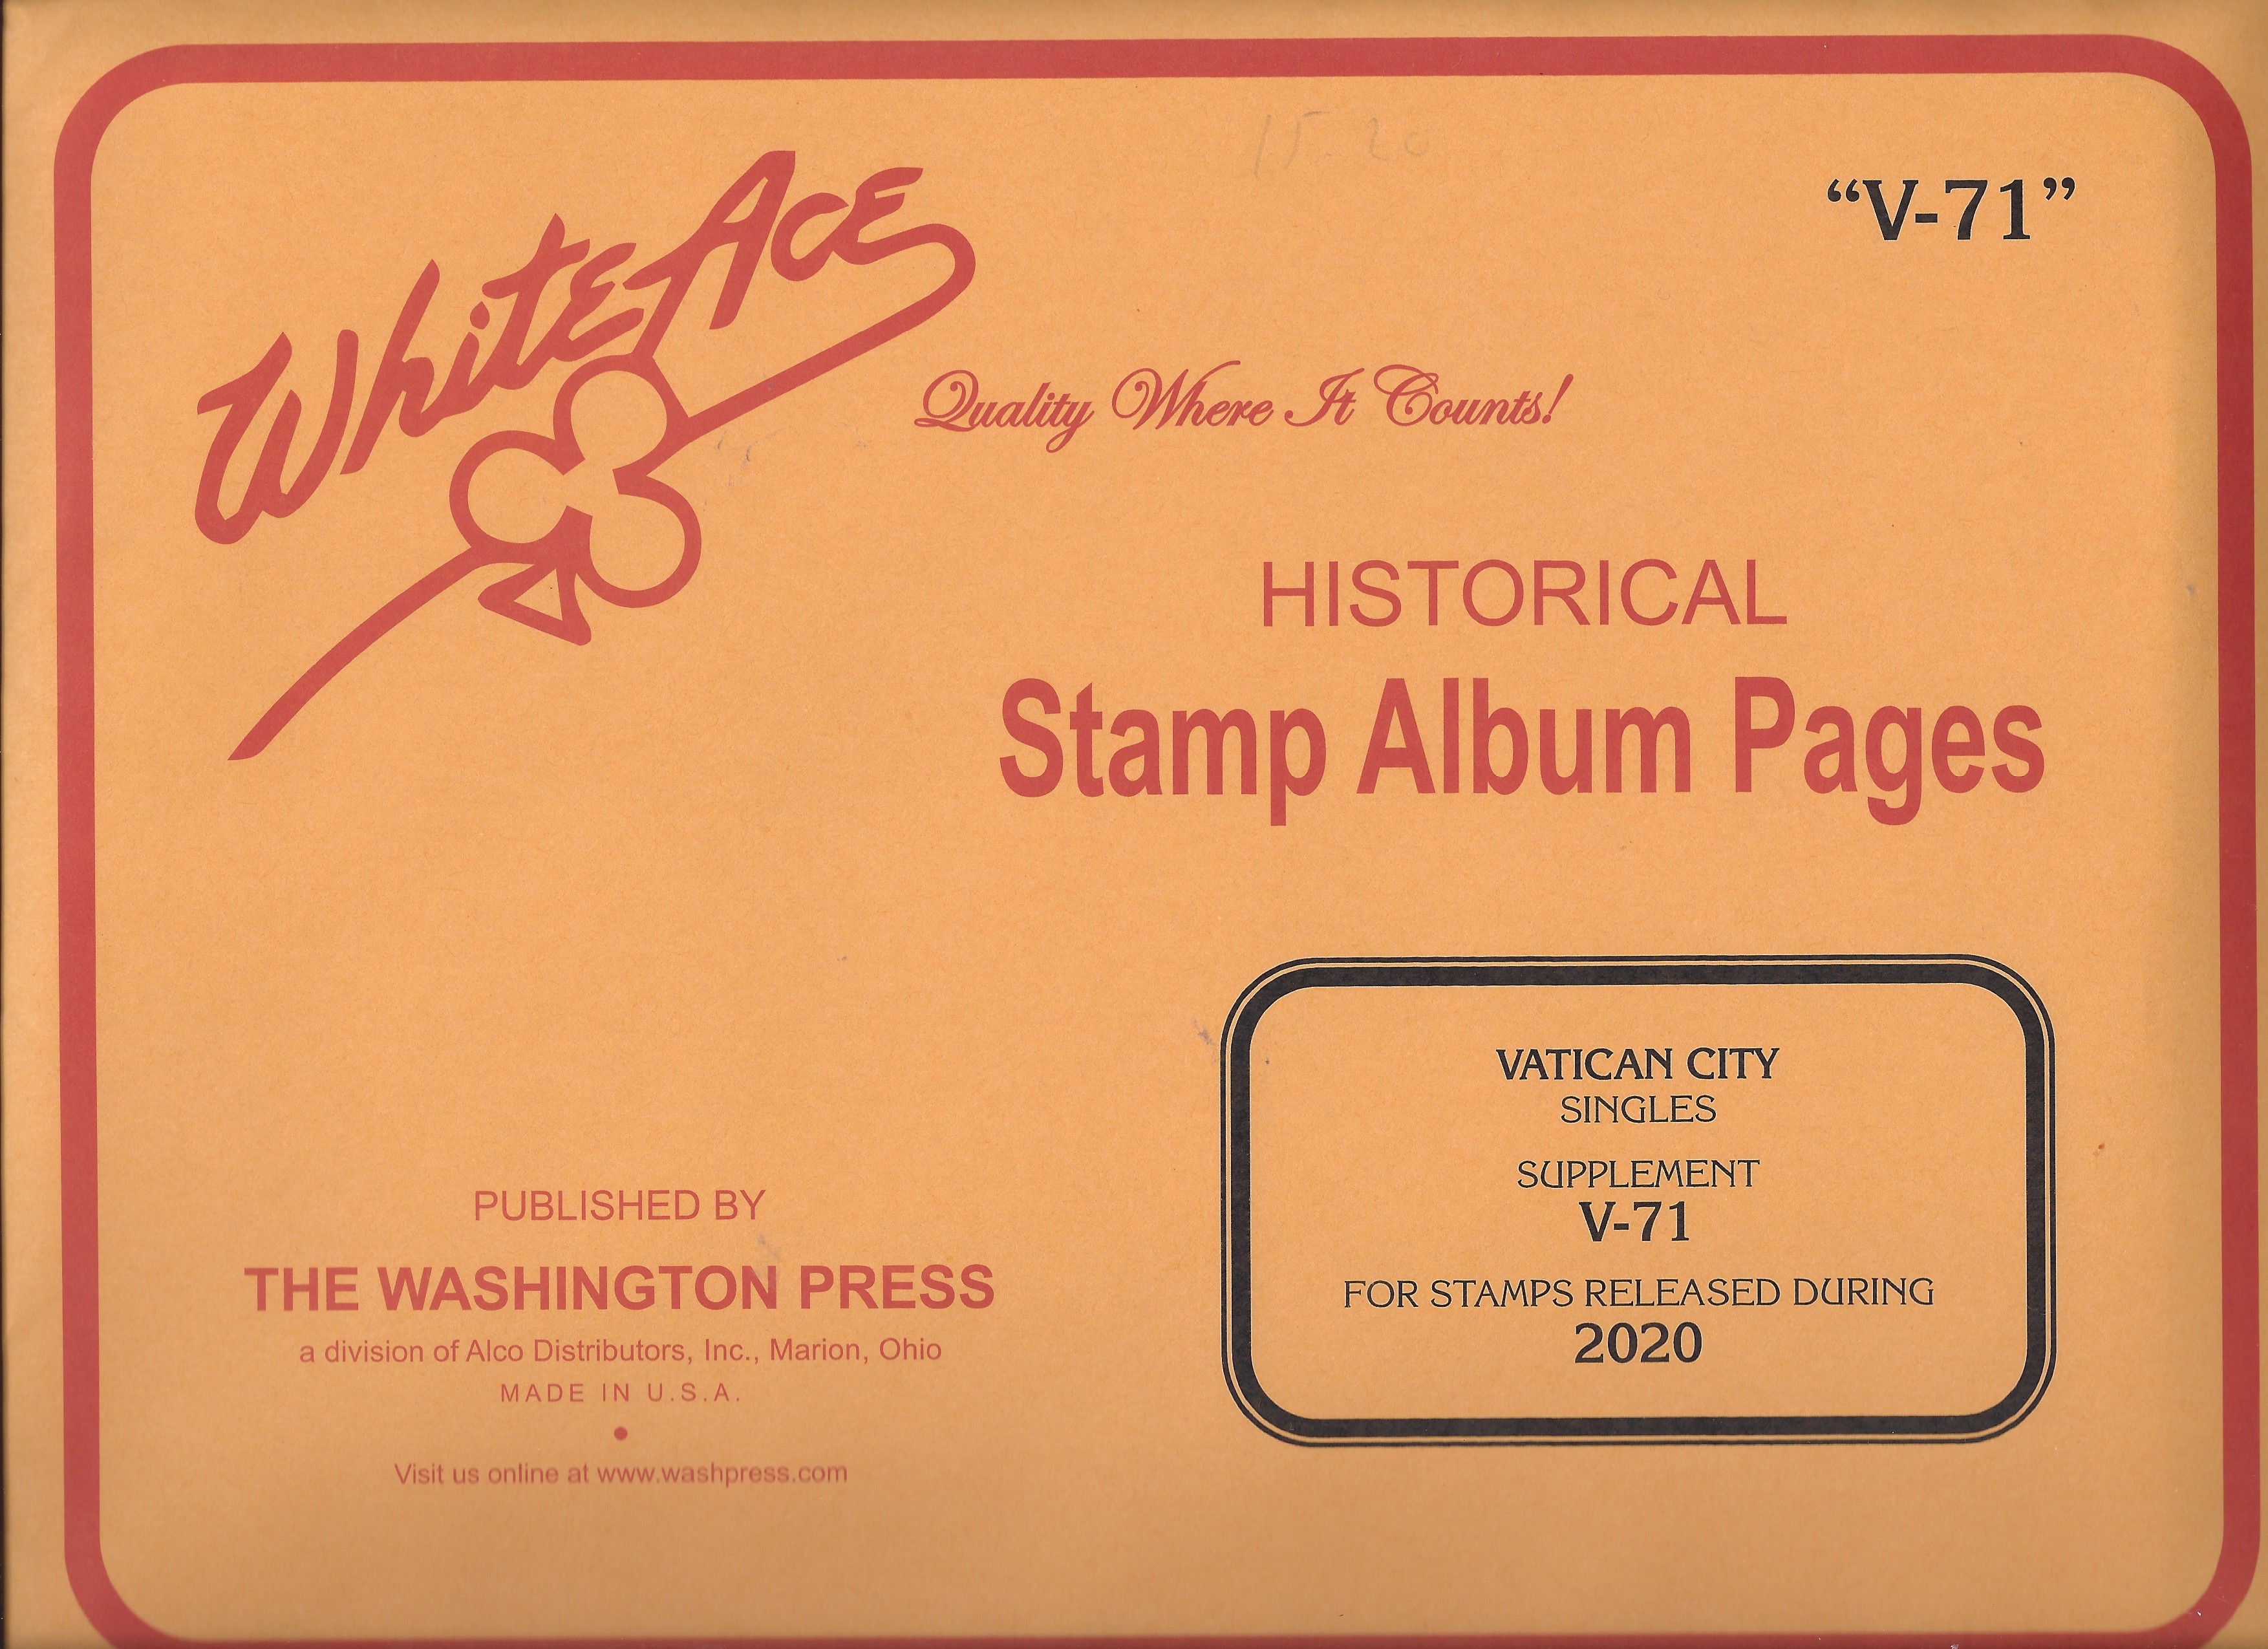 “V-71”
White Ace
Quality Where It Counts!
HISTORICAL
Stamp Album Pages
VATICAN CITY
SINGLES
SUPPLEMENT
V-71
FOR STAMPS RELEASED DURING
2020
PUBLISHED BY
THE WASHINGTON PRESS
a division of Alco Distributors, Inc., Marion, Ohio
MADE IN U.S.A.
Visit us online at www.washpress.com